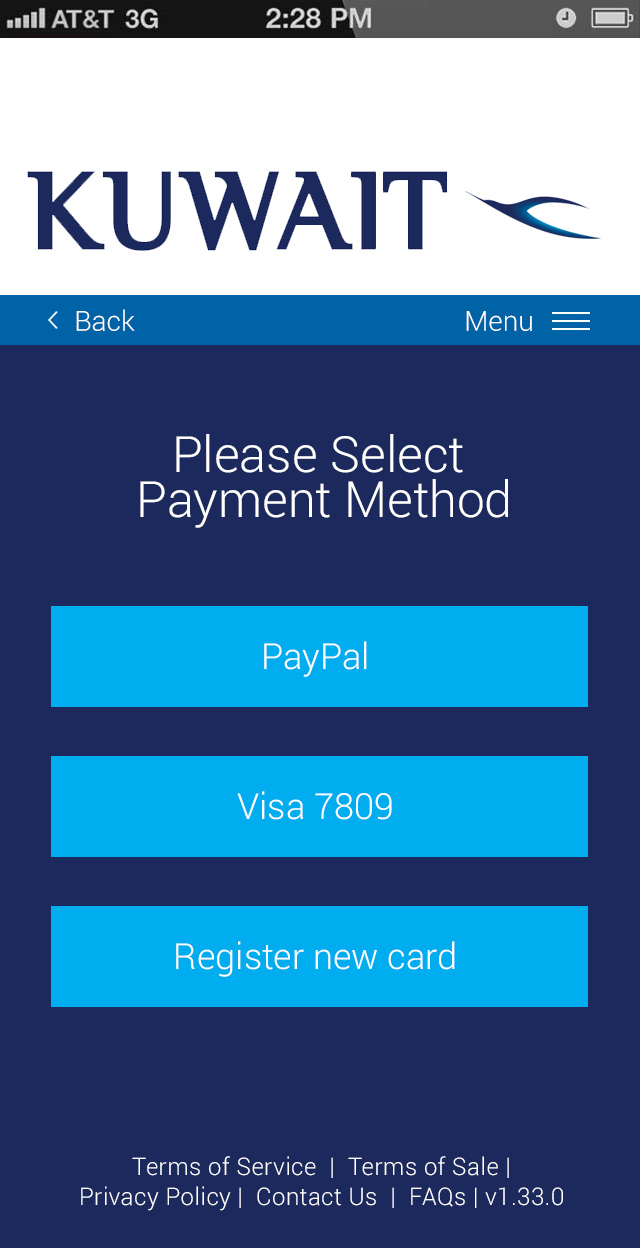 AT&T 3G 2:28 PM
KUWAIT
Back Menu
Please Select
Payment Method
PayPal
Visa 7809
Register new card
Terms of Service | Terms of Sale |
Privacy Policy | Contact Us | FAQs | v1.33.0